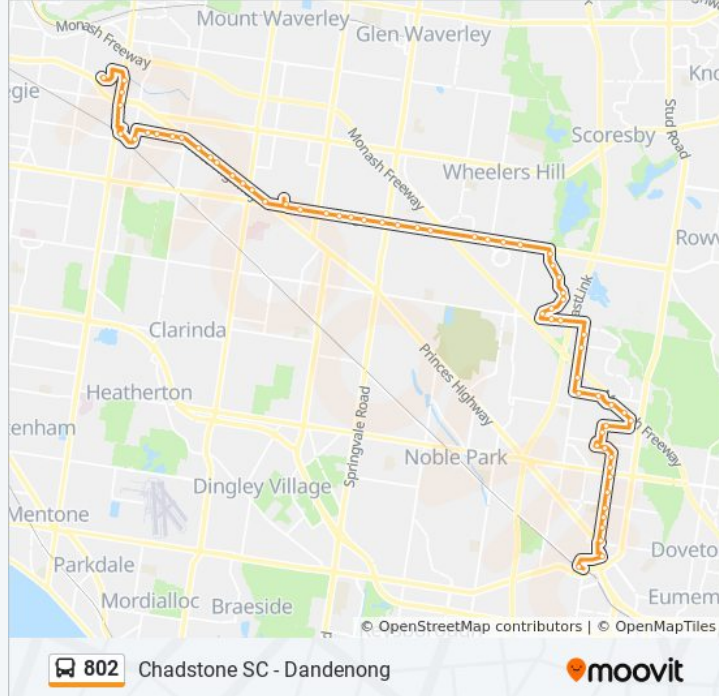 Mount Waverley
Monash Freeway
Glen Waverley
egie
Kno
Stud Road
Scoresby
Monash Freeway
Wheelers Hill
Roww
astLink
Clarinda
Princes Highway
Heatherton
Springvale Road
Freeway
enham
Noble Park
Dingley Village
Mentone
Doveto
Parkdale
Eumem
Mordialloc
Braeside
© OpenStreetMap contributors | © OpenMapTiles
802
Chadstone SC - Dandenong
moovit